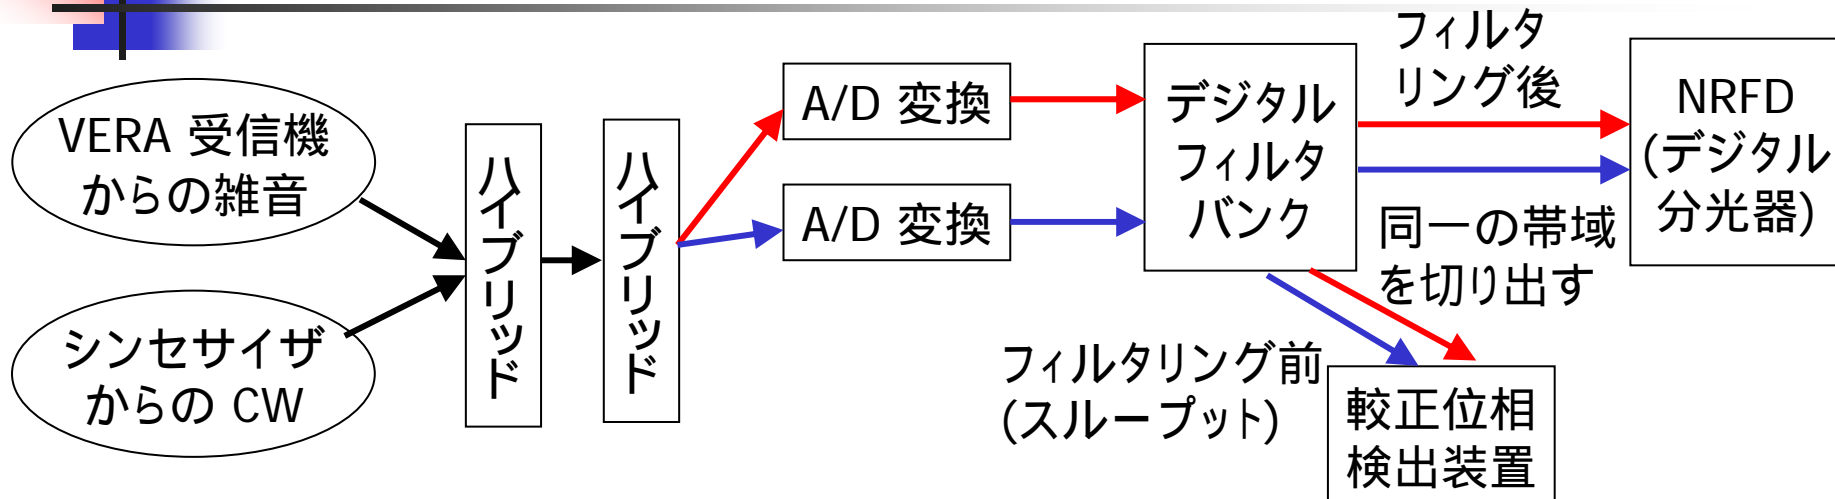 VERA 受信機
からの雑音
シンセサイザ
からの CW
ハイブリッド
ハイブリッド
A/D 変換
A/D 変換
デジタル
フィルタ
バンク
フィルタ
リング後
同一の帯域
を切り出す
NRFD
(デジタル
分光器)
フィルタリング前
(スループット)
較正位相
検出装置